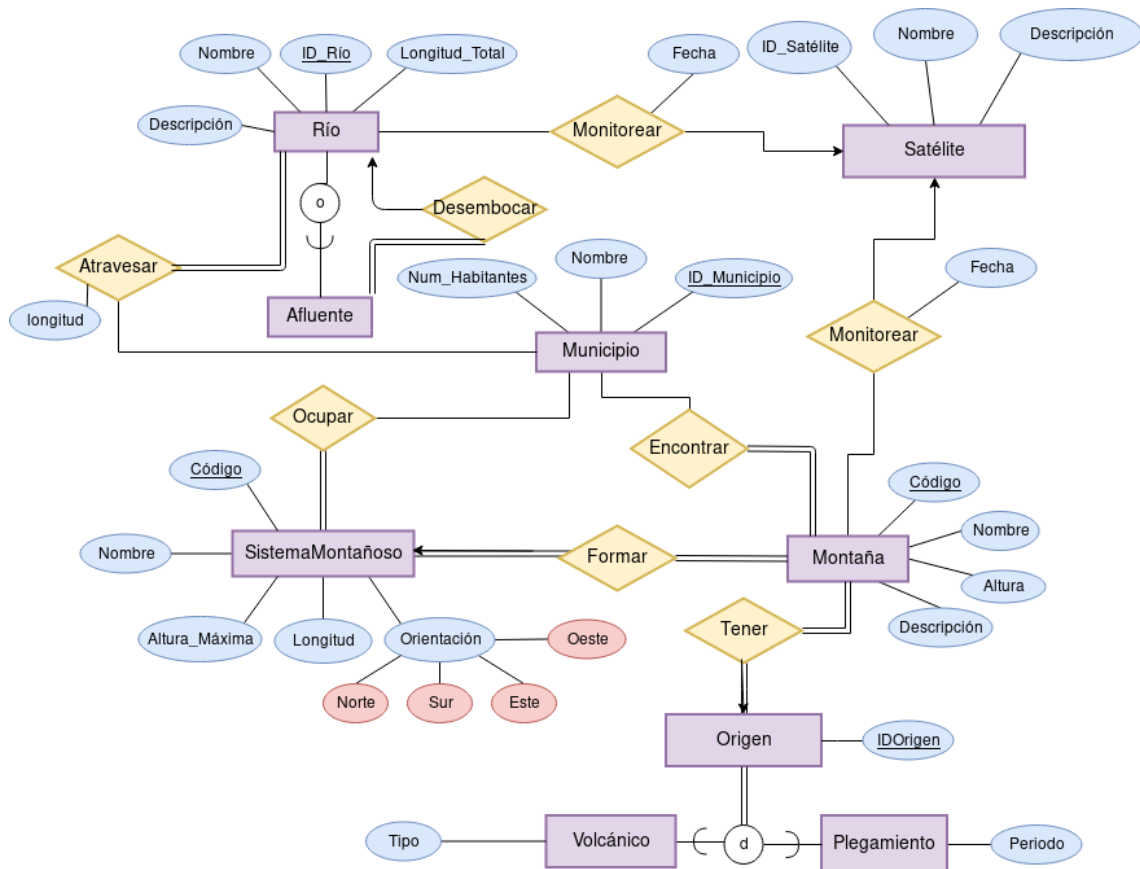 Nombre
ID_Río
Longitud_Total
Fecha
ID_Satélite
Nombre
Descripción
Descripción
Río
Monitorear
Satélite
o
Desembocar
Atravesar
longitud
Afluente
Num_Habitantes
Nombre
ID_Municipio
Fecha
Monitorear
Municipio
Ocupar
Encontrar
Código
Código
Nombre
SistemaMontañoso
Formar
Montaña
Nombre
Altura
Altura_Máxima
Longitud
Orientación
Oeste
Tener
Descripción
Norte
Sur
Este
Origen
IDOrigen
Tipo
Volcánico
d
Plegamiento
Periodo